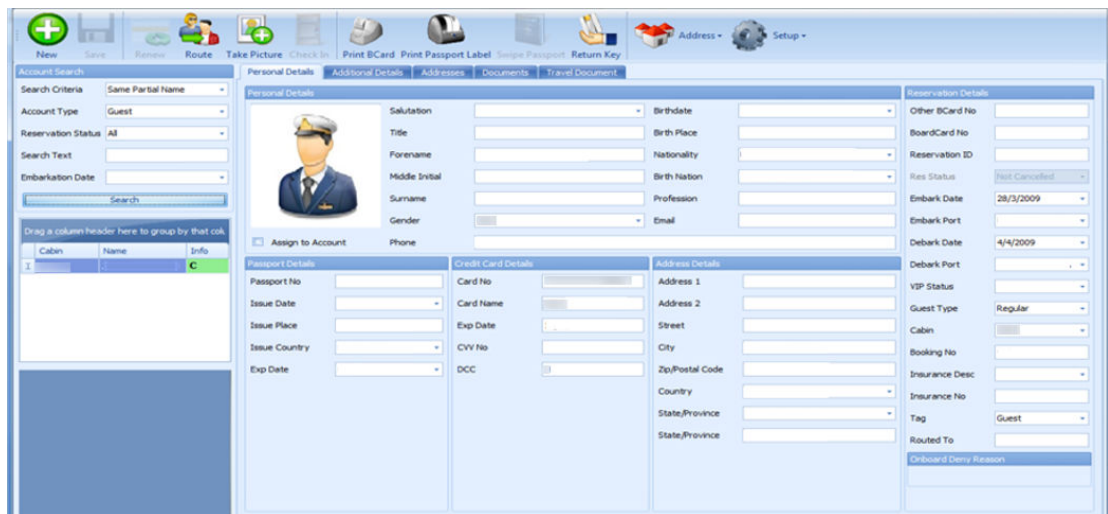 New Save Renew Route Take Picture Check In Print BCard Print Passport Label Swipe Passport Return Key Address Setup
Account Search
Search Criteria Same Partial Name
Account Type Guest
Reservation Status All
Search Text
Embarkation Date
Search
Drag a column header here to group by that col
Cabin Name Info
C
Personal Details Additional Details Addresses Documents Travel Document
Personal Details
Assign to Account
Salutation
Title
Forename
Middle Initial
Surname
Gender
Phone
Birthdate
Birth Place
Nationality
Birth Nation
Profession
Email
Passport Details
Passport No
Issue Date
Issue Place
Issue Country
Exp Date
Credit Card Details
Card No
Card Name
Exp Date
CVV No
DCC
Address Details
Address 1
Address 2
Street
City
Zip/Postal Code
Country
State/Province
State/Province
Reservation Details
Other BCard No
BoardCard No
Reservation ID
Res Status Not Cancelled
Embark Date 28/3/2009
Embark Port
Debark Date 4/4/2009
Debark Port
VIP Status
Guest Type Regular
Cabin
Booking No
Insurance Desc
Insurance No
Tag Guest
Routed To
Onboard Deny Reason